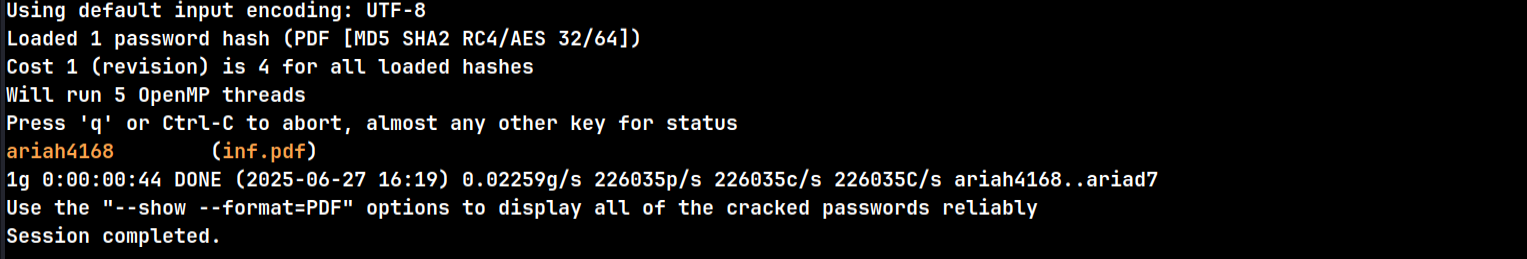 Using default input encoding: UTF-8
Loaded 1 password hash (PDF [MD5 SHA2 RC4/AES 32/64])
Cost 1 (revision) is 4 for all loaded hashes
Will run 5 OpenMP threads
Press 'q' or Ctrl-C to abort, almost any other key for status
ariah4168        (inf.pdf)
1g 0:00:00:44 DONE (2025-06-27 16:19) 0.02259g/s 226035p/s 226035c/s 226035C/s ariah4168..ariad7
Use the "--show --format=PDF" options to display all of the cracked passwords reliably
Session completed.